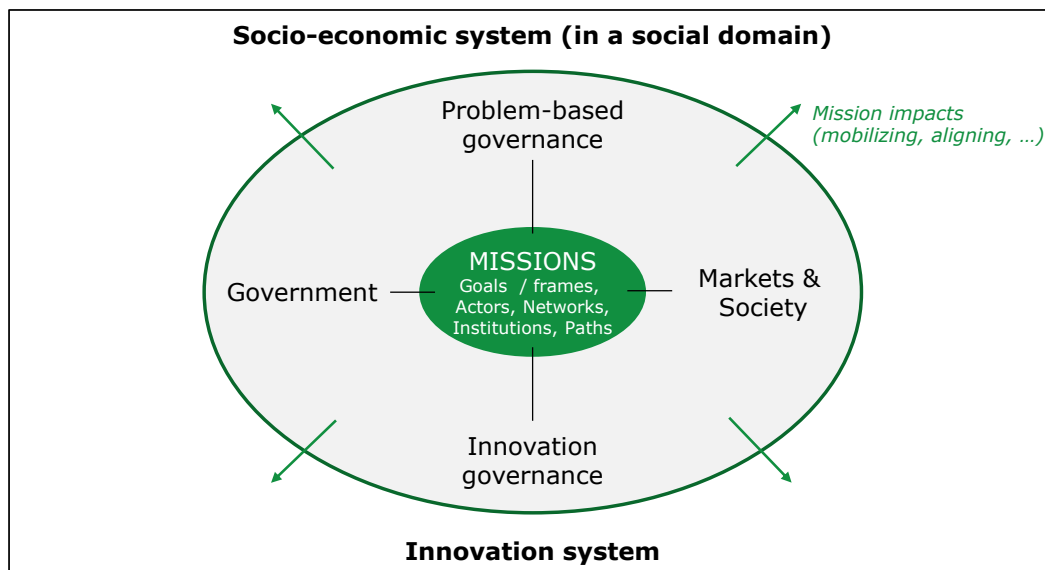 Socio-economic system (in a social domain)
Problem-based
governance
Mission impacts
(mobilizing, aligning, …)
MISSIONS
Goals / frames,
Actors, Networks,
Institutions, Paths
Government
Markets &
Society
Innovation
governance
Innovation system